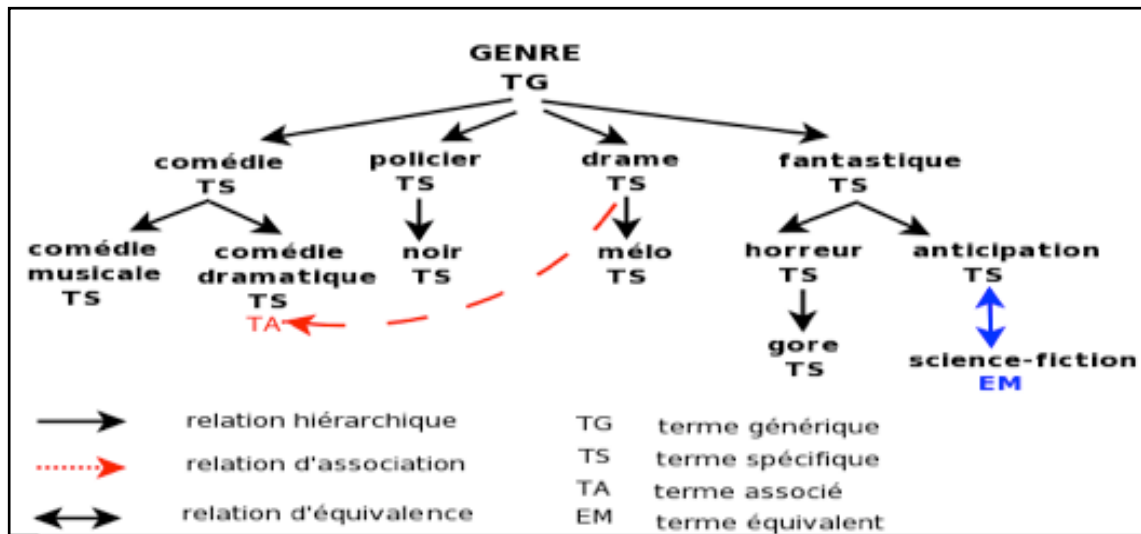 GENRE
TG
comédie policier drame fantastique
TS TS TS TS
comédie comédie noir mélo horreur anticipation
musicale dramatique TS TS TS TS
TS TS
TA
gore science-fiction
TS EM
relation hiérarchique TG terme générique
relation d'association TS terme spécifique
TA terme associé
relation d'équivalence EM terme équivalent